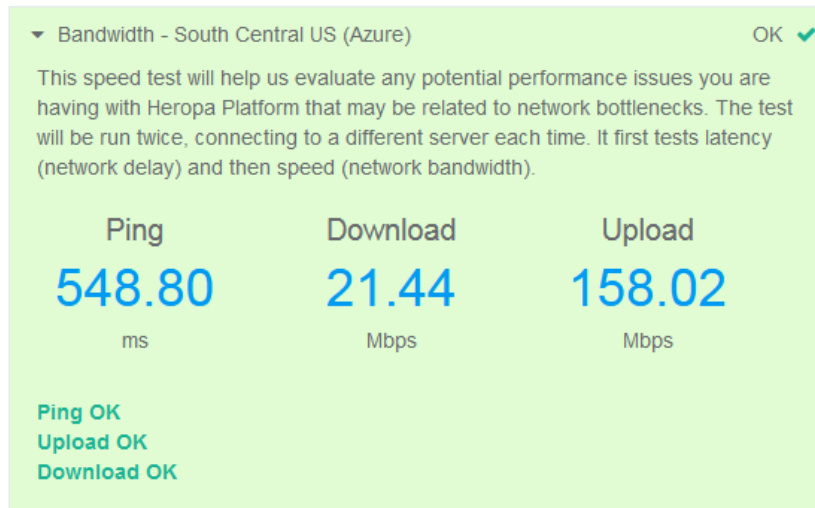 Bandwidth - South Central US (Azure) OK
This speed test will help us evaluate any potential performance issues you are
having with Heropa Platform that may be related to network bottlenecks. The test
will be run twice, connecting to a different server each time. It first tests latency
(network delay) and then speed (network bandwidth).
Ping Download Upload
548.80 21.44 158.02
ms Mbps Mbps
Ping OK
Upload OK
Download OK